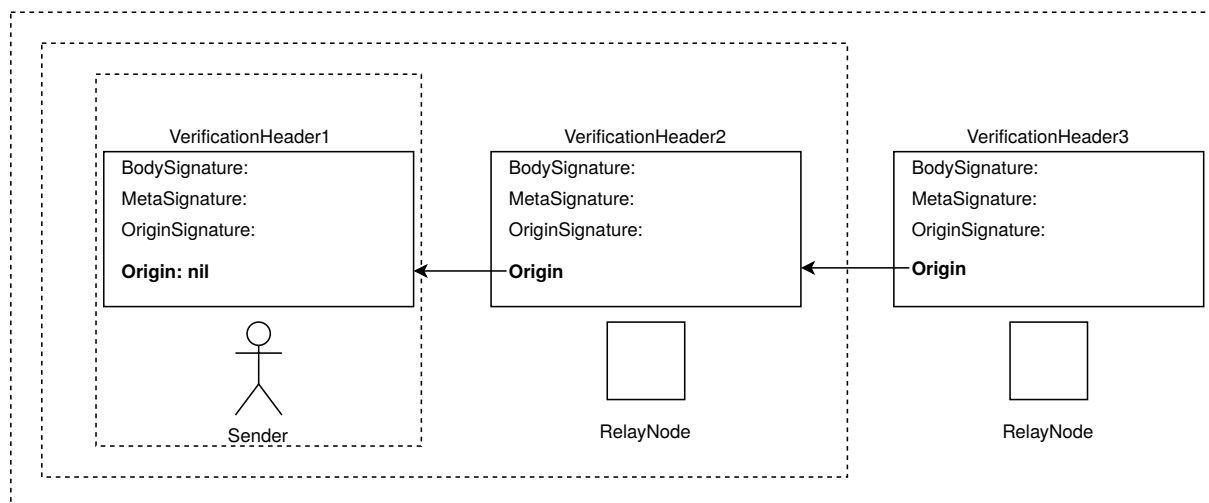 VerificationHeader1
BodySignature:
MetaSignature:
OriginSignature:
Origin: nil
Sender
VerificationHeader2
BodySignature:
MetaSignature:
OriginSignature:
Origin
RelayNode
VerificationHeader3
BodySignature:
MetaSignature:
OriginSignature:
Origin
RelayNode